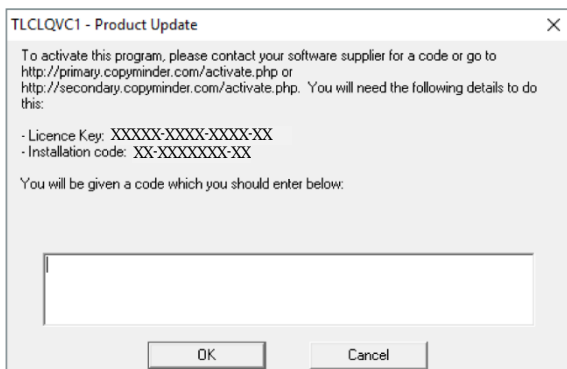 TLCLQVC1 - Product Update
To activate this program, please contact your software supplier for a code or go to
http://primary.copyminder.com/activate.php or
http://secondary.copyminder.com/activate.php. You will need the following details to do
this:
- Licence Key: XXXXX-XXXX-XXXX-XX
- Installation code: XX-XXXXXXX-XX
You will be given a code which you should enter below:
OK Cancel